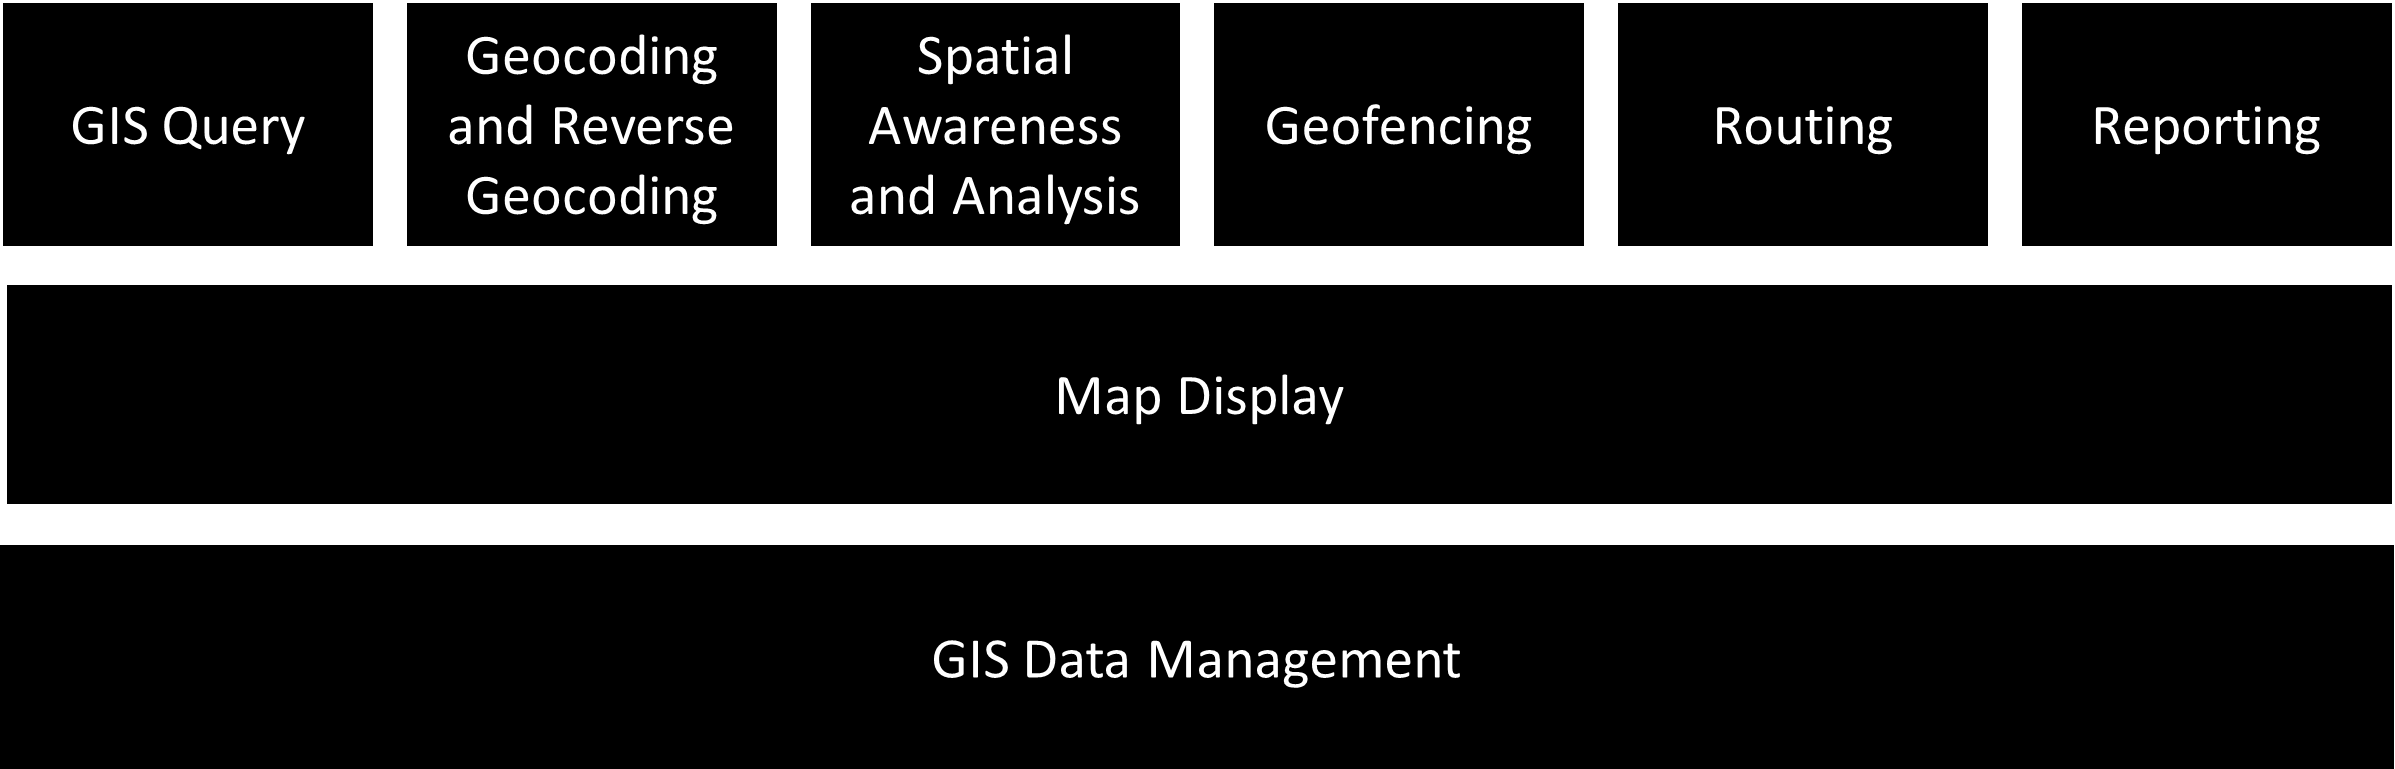 GIS Query
Geocoding
and Reverse
Geocoding
Spatial
Awareness
and Analysis
Geofencing
Routing
Reporting
Map Display
GIS Data Management